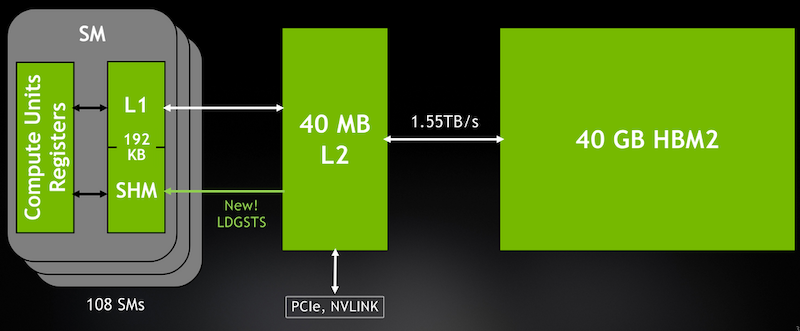 SM
Compute Units
Registers
L1
192
KB
SHM
108 SMs
New!
LDGSTS
40 MB
L2
PCIe, NVLINK
1.55TB/s
40 GB HBM2